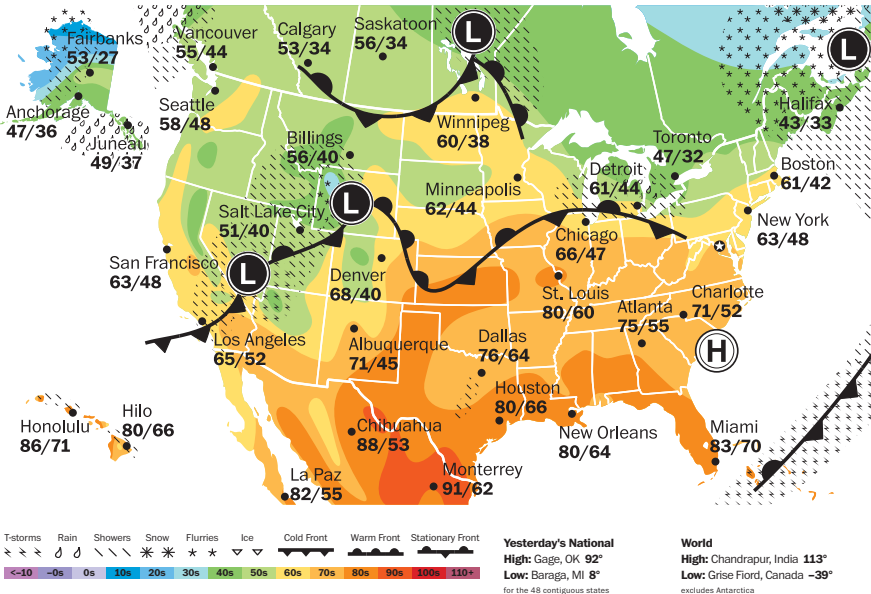 Fairbanks
53/27
Vancouver
55/44
Calgary
53/34
Saskatoon
56/34
L
L
Anchorage
47/36
Juneau
49/37
Seattle
58/48
Billings
56/40
Winnipeg
60/38
Toronto
47/32
Halifax
43/33
Minneapolis
62/44
Detroit
61/44
Boston
61/42
Salt Lake City
51/40
L
Chicago
66/47
New York
63/48
San Francisco
63/48
L
Denver
68/40
St. Louis
80/60
Atlanta
75/55
Charlotte
71/52
Los Angeles
65/52
Albuquerque
71/45
Dallas
76/64
H
Houston
80/66
Honolulu
86/71
Hilo
80/66
Chihuahua
88/53
New Orleans
80/64
Miami
83/70
La Paz
82/55
Monterrey
91/62
T-storms Rain Showers Snow Flurries Ice Cold Front Warm Front Stationary Front
<-10 -0s 0s 10s 20s 30s 40s 50s 60s 70s 80s 90s 100s 110+
Yesterday's National
High: Gage, OK 92°
Low: Baraga, MI 8°
for the 48 contiguous states
World
High: Chandrapur, India 113°
Low: Grise Fiord, Canada –39°
excludes Antarctica